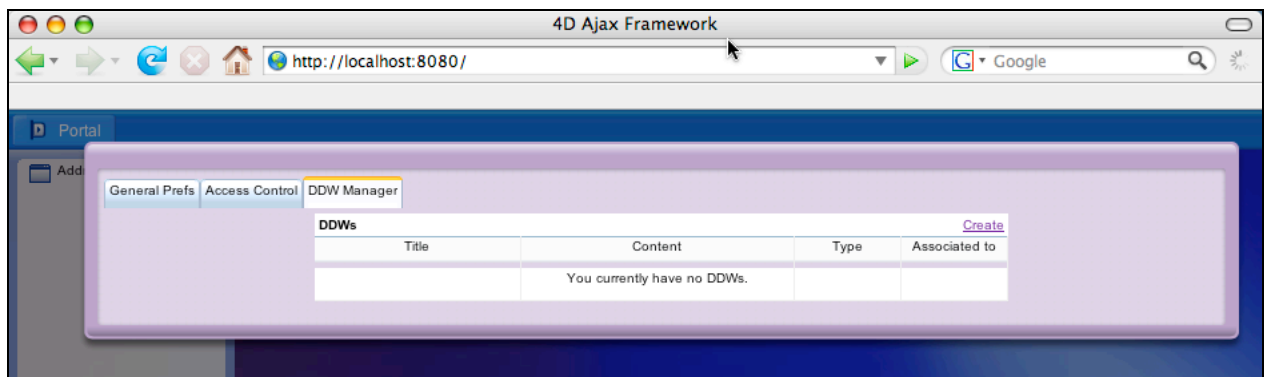 4D Ajax Framework
http://localhost:8080/
G Google
Portal
Add
General Prefs Access Control DDW Manager
DDWs Create
Title Content Type Associated to
You currently have no DDWs.